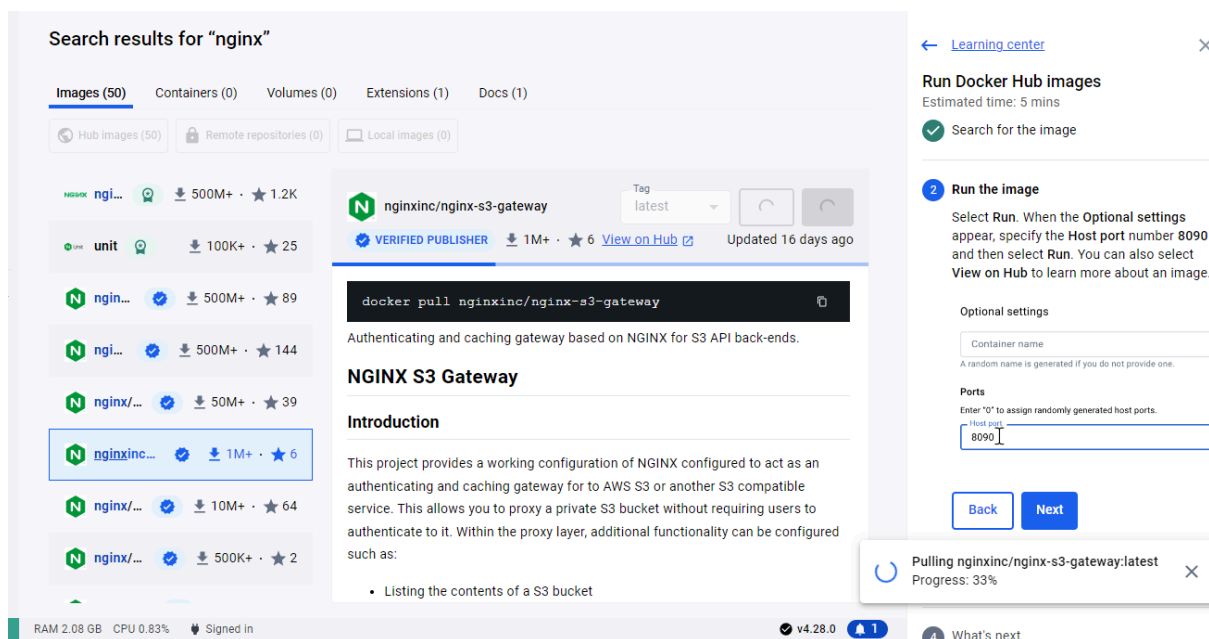 Search results for “nginx”
Images (50) Containers (0) Volumes (0) Extensions (1) Docs (1)
Hub images (50) Remote repositories (0) Local images (0)
NGINX ngi... 500M+ · 1.2K
unit 100K+ · 25
ngin... 500M+ · 89
ngi... 500M+ · 144
nginx/... 50M+ · 39
nginxinc... 1M+ · 6
nginx/... 10M+ · 64
nginx/... 500K+ · 2
nginxinc/nginx-s3-gateway
Tag
latest
VERIFIED PUBLISHER 1M+ · 6 View on Hub Updated 16 days ago
docker pull nginxinc/nginx-s3-gateway
Authenticating and caching gateway based on NGINX for S3 API back-ends.
NGINX S3 Gateway
Introduction
This project provides a working configuration of NGINX configured to act as an
authenticating and caching gateway for to AWS S3 or another S3 compatible
service. This allows you to proxy a private S3 bucket without requiring users to
authenticate to it. Within the proxy layer, additional functionality can be configured
such as:
• Listing the contents of a S3 bucket
Learning center
Run Docker Hub images
Estimated time: 5 mins
Search for the image
2 Run the image
Select Run. When the Optional settings
appear, specify the Host port number 8090
and then select Run. You can also select
View on Hub to learn more about an image.
Optional settings
Container name
A random name is generated if you do not provide one.
Ports
Enter "0" to assign randomly generated host ports.
Host port
8090
Back Next
Pulling nginxinc/nginx-s3-gateway:latest
Progress: 33%
4 What's next
RAM 2.08 GB CPU 0.83% Signed in v4.28.0 1